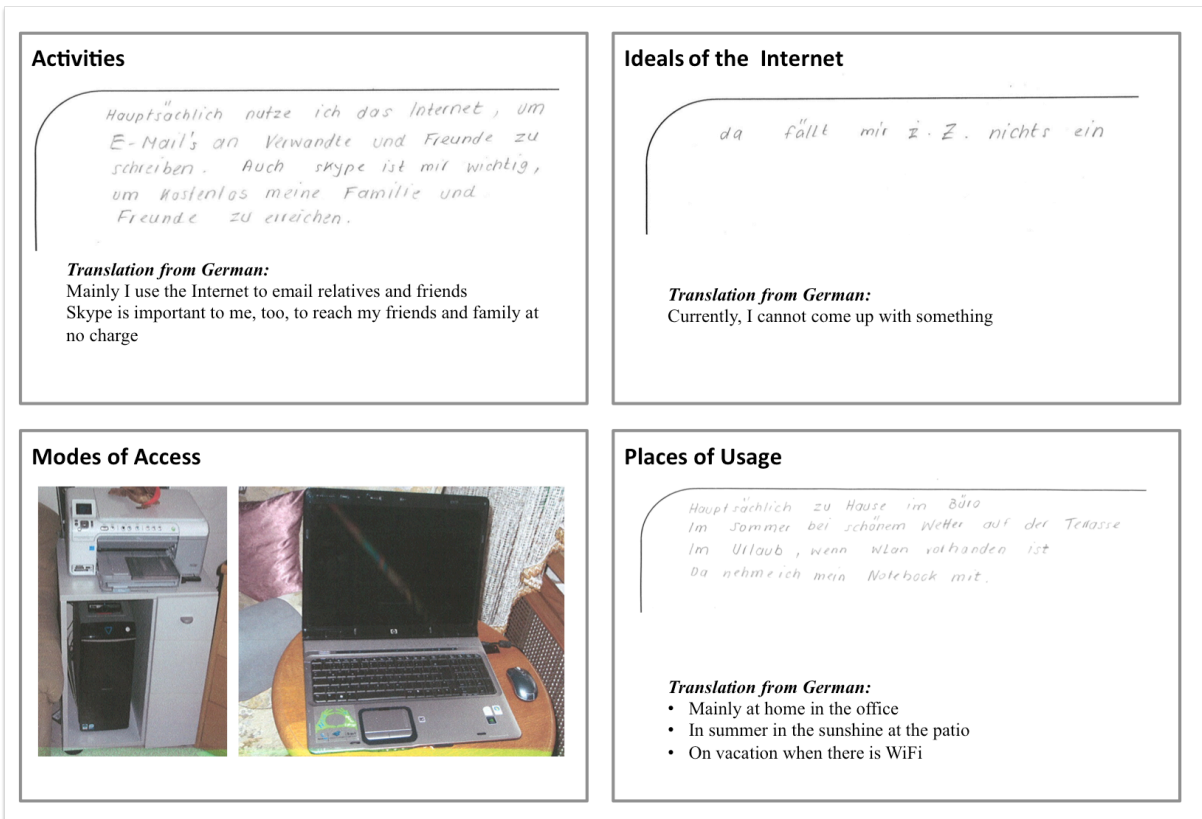 Activities
Hauptsächlich nutze ich das Internet, um
E-Mail's an Verwandte und Freunde zu
schreiben. Auch skype ist mir wichtig,
um kostenlos meine Familie und
Freunde zu erreichen.
Translation from German:
Mainly I use the Internet to email relatives and friends
Skype is important to me, too, to reach my friends and family at
no charge
Ideals of the Internet
da fällt mir z. Z. nichts ein
Translation from German:
Currently, I cannot come up with something
Modes of Access
hp
Places of Usage
Hauptsächlich zu Hause im Büro
Im Sommer bei schönem Wetter auf der Terrasse
Im Urlaub, wenn Wlan vorhanden ist
Da nehme ich mein Notebook mit.
Translation from German:
• Mainly at home in the office
• In summer in the sunshine at the patio
• On vacation when there is WiFi